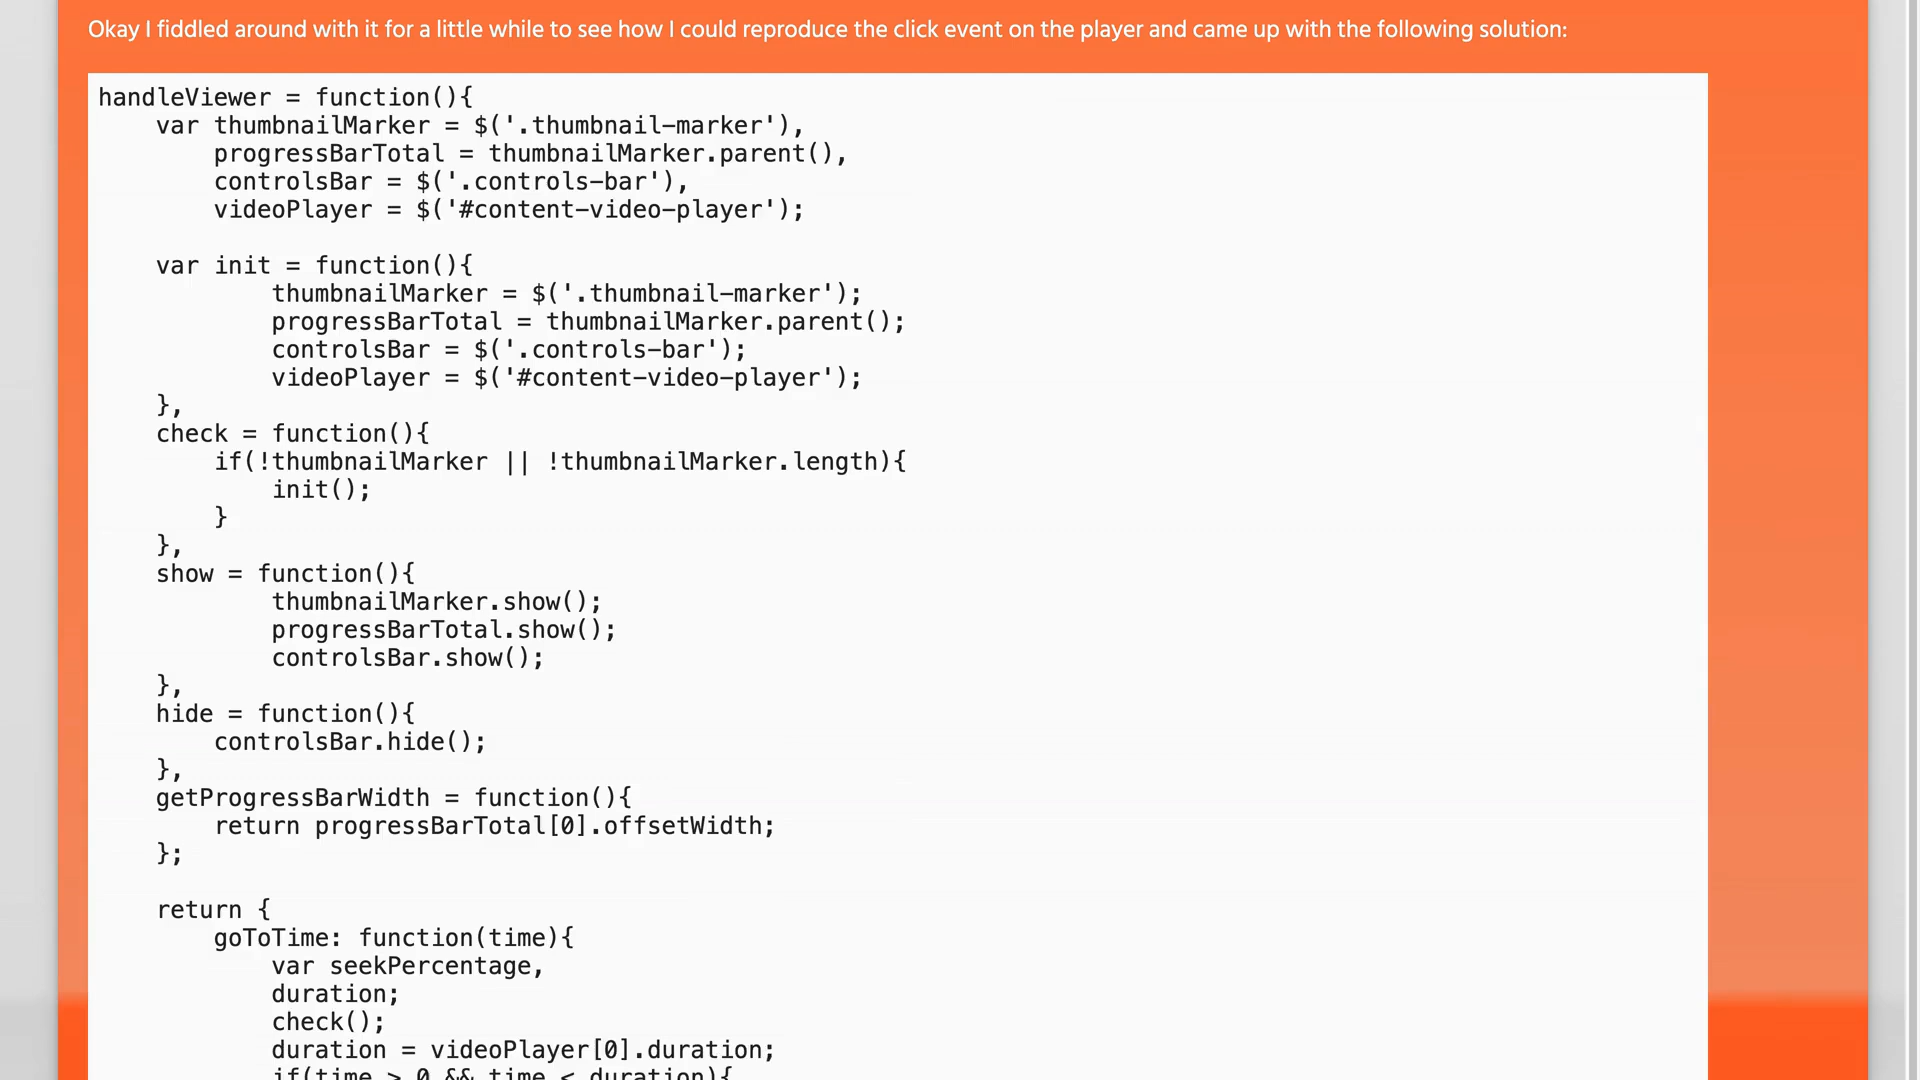 Okay I fiddled around with it for a little while to see how I could reproduce the click event on the player and came up with the following solution:
handleViewer = function(){
    var thumbnailMarker = $('.thumbnail-marker'),
        progressBarTotal = thumbnailMarker.parent(),
        controlsBar = $('.controls-bar'),
        videoPlayer = $('#content-video-player');

    var init = function(){
            thumbnailMarker = $('.thumbnail-marker');
            progressBarTotal = thumbnailMarker.parent();
            controlsBar = $('.controls-bar');
            videoPlayer = $('#content-video-player');
    },
    check = function(){
        if(!thumbnailMarker || !thumbnailMarker.length){
            init();
        }
    },
    show = function(){
            thumbnailMarker.show();
            progressBarTotal.show();
            controlsBar.show();
    },
    hide = function(){
        controlsBar.hide();
    },
    getProgressBarWidth = function(){
        return progressBarTotal[0].offsetWidth;
    };

    return {
        goToTime: function(time){
            var seekPercentage,
            duration;
            check();
            duration = videoPlayer[0].duration;
            if(time > 0 && time < duration){